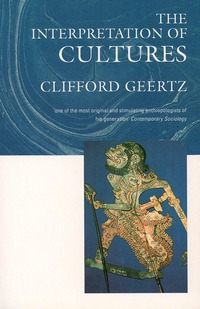 THE
INTERPRETATION OF
CULTURES
CLIFFORD GEERTZ
'one of the most original and stimulating anthropologists of
his generation' Contemporary Sociology